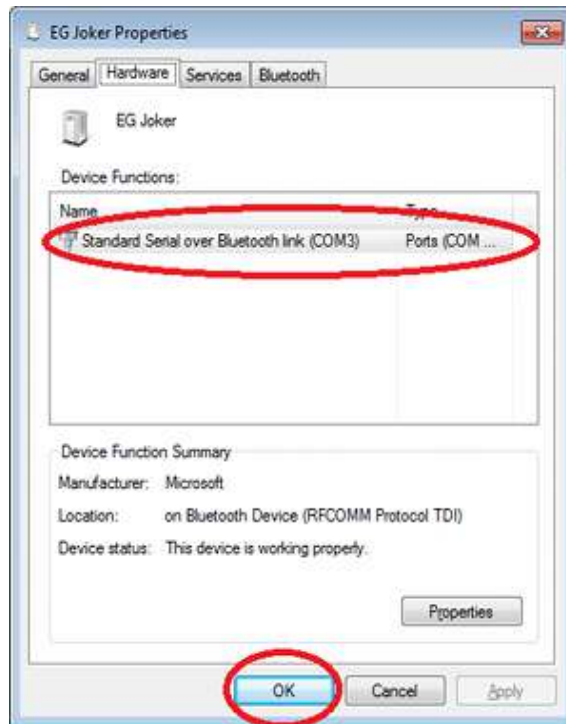 EG Joker Properties
General Hardware Services Bluetooth
EG Joker
Device Functions:
Name Type
Standard Serial over Bluetooth link (COM3) Ports (COM ...
Device Function Summary
Manufacturer: Microsoft
Location: on Bluetooth Device (RFCOMM Protocol TDI)
Device status: This device is working properly.
Properties
OK Cancel Apply